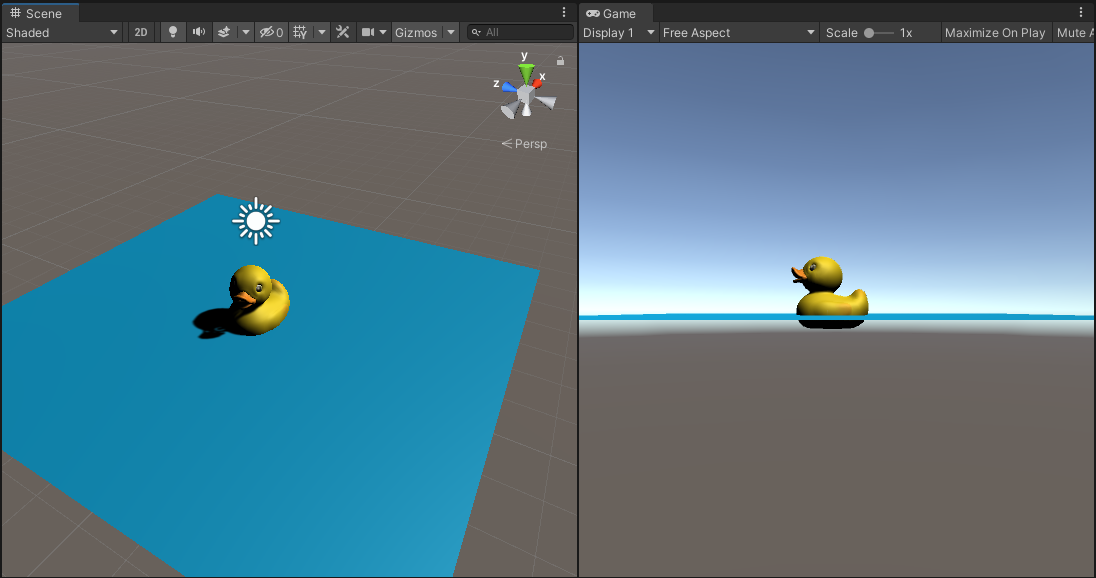 Scene
Shaded
2D
0
Gizmos
All
y
x
z
Persp
Game
Display 1
Free Aspect
Scale
1x
Maximize On Play
Mute A